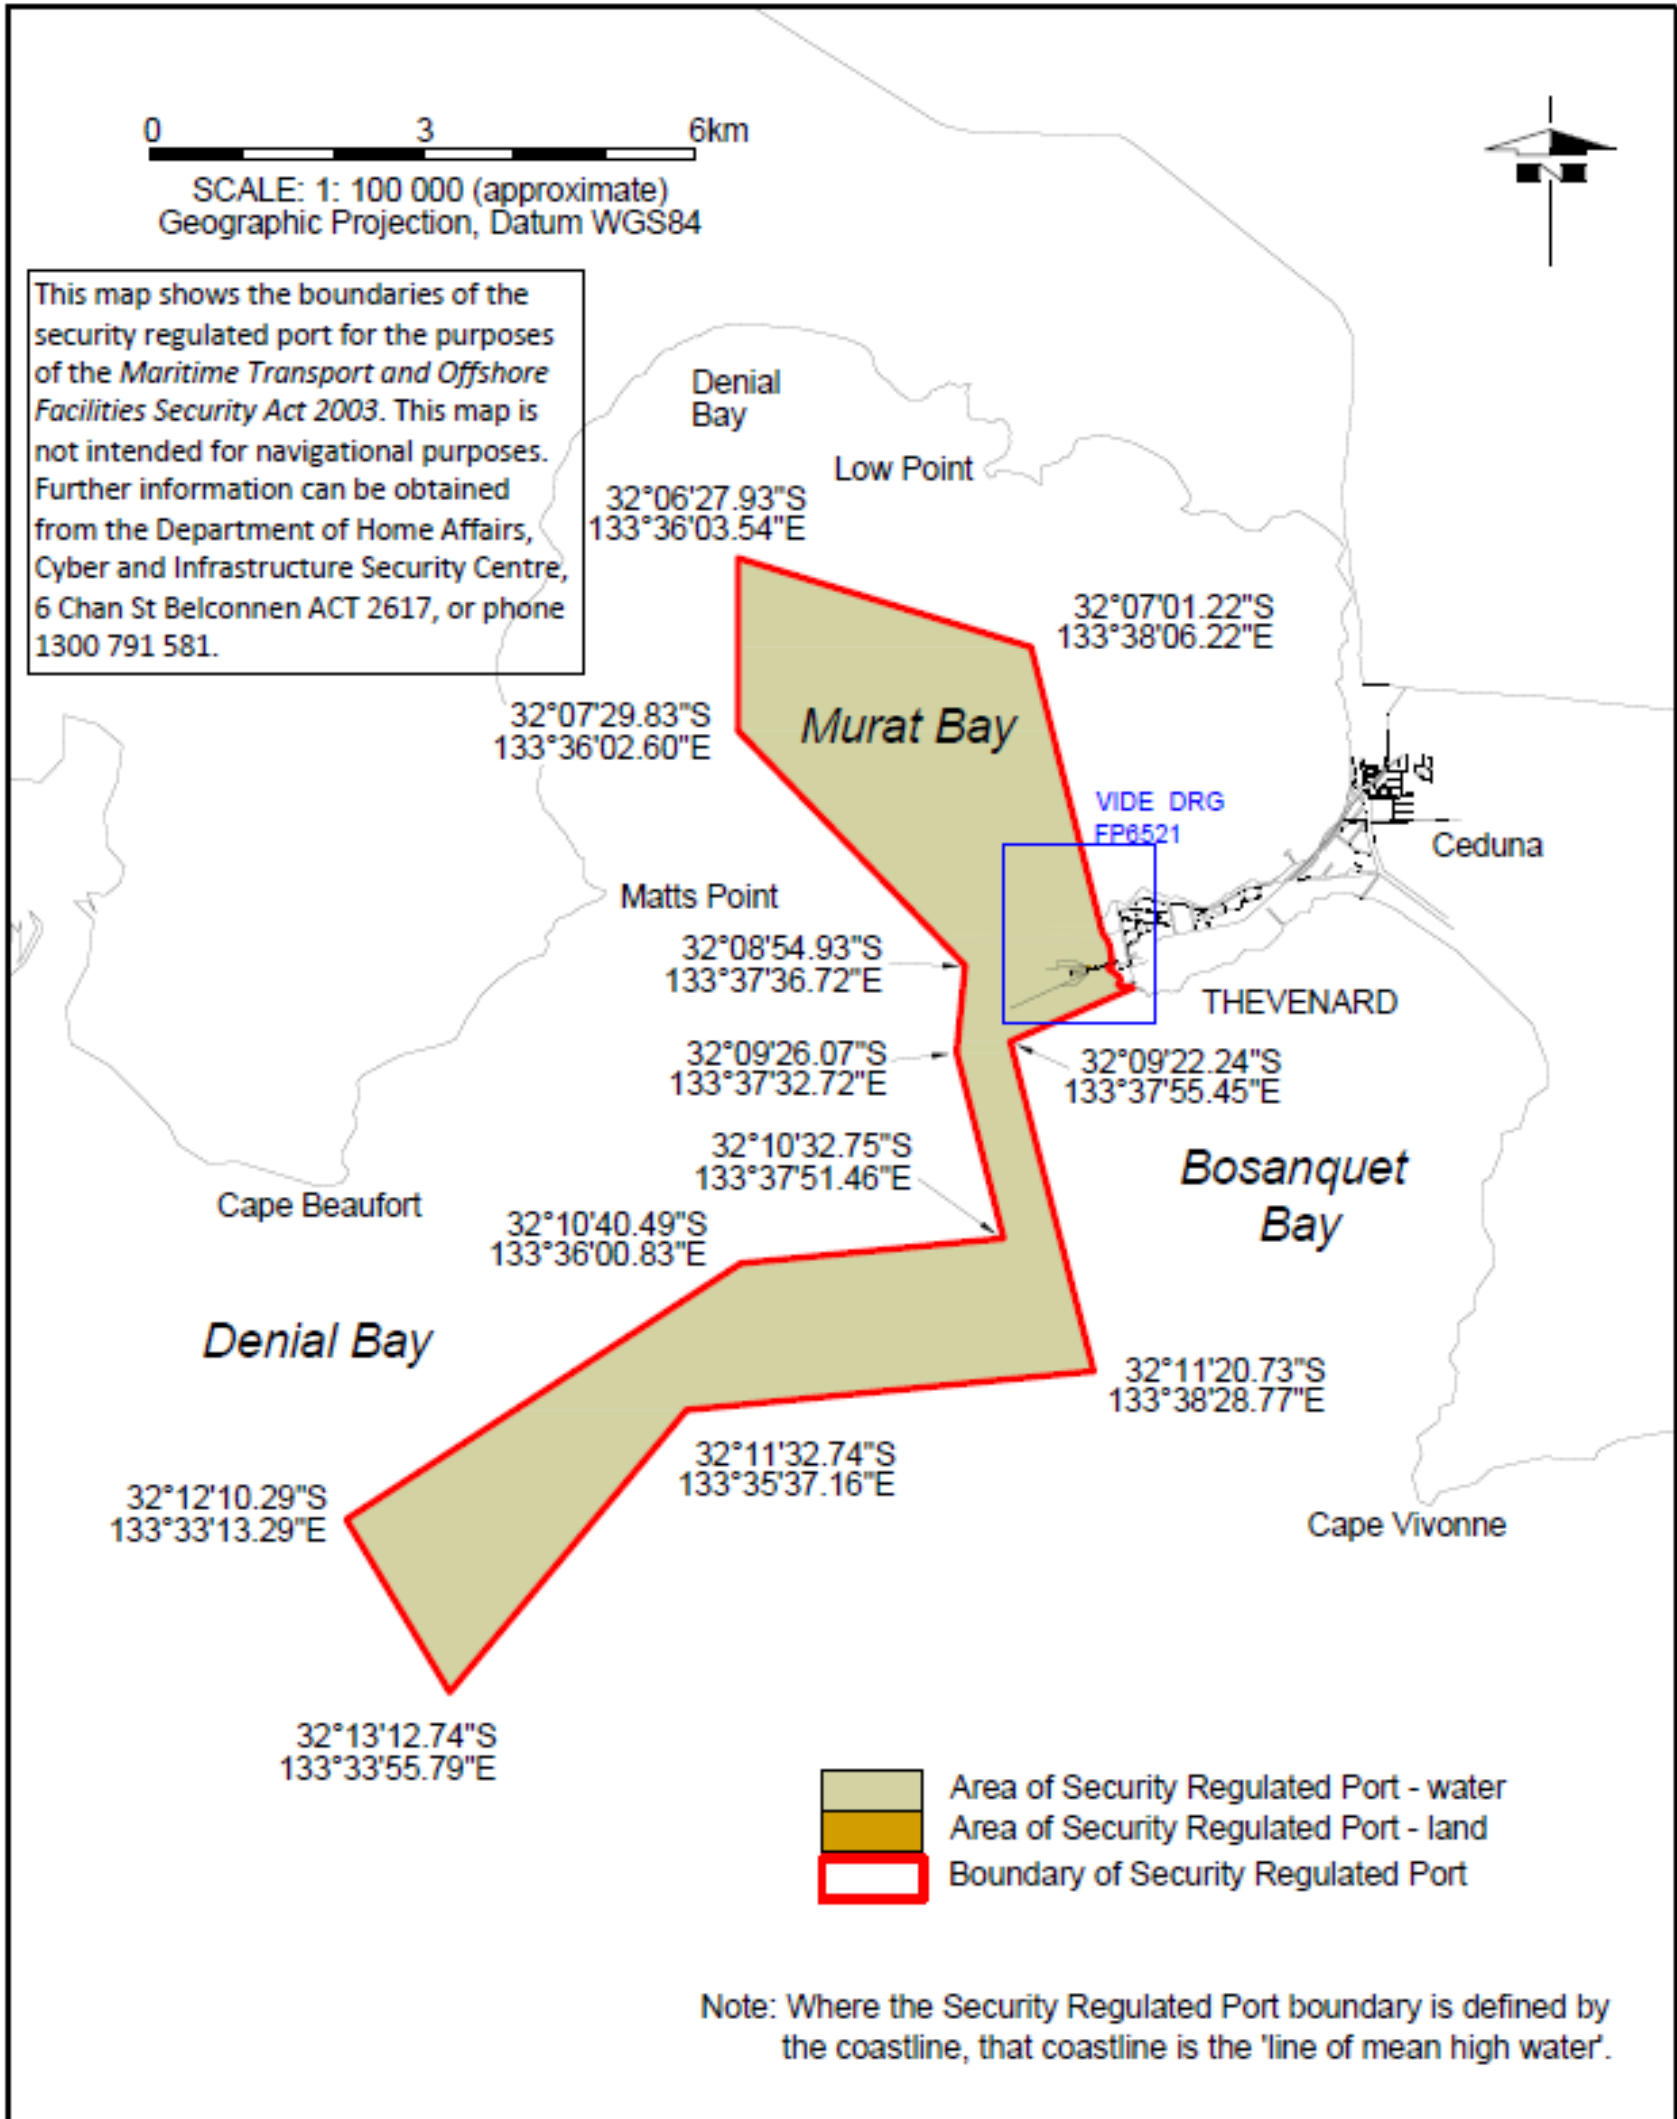 0 3 6km
SCALE: 1: 100 000 (approximate)
Geographic Projection, Datum WGS84
N
This map shows the boundaries of the
security regulated port for the purposes
of the Maritime Transport and Offshore
Facilities Security Act 2003. This map is
not intended for navigational purposes.
Further information can be obtained
from the Department of Home Affairs,
Cyber and Infrastructure Security Centre,
6 Chan St Belconnen ACT 2617, or phone
1300 791 581.
Denial
Bay
Low Point
32°06'27.93"S
133°36'03.54"E
32°07'01.22"S
133°38'06.22"E
32°07'29.83"S
133°36'02.60"E
Murat Bay
VIDE DRG
FP6521
Ceduna
Matts Point
32°08'54.93"S
133°37'36.72"E
THEVENARD
32°09'26.07"S
133°37'32.72"E
32°09'22.24"S
133°37'55.45"E
32°10'32.75"S
133°37'51.46"E
Bosanquet
Bay
Cape Beaufort
32°10'40.49"S
133°36'00.83"E
Denial Bay
32°11'20.73"S
133°38'28.77"E
32°11'32.74"S
133°35'37.16"E
32°12'10.29"S
133°33'13.29"E
Cape Vivonne
32°13'12.74"S
133°33'55.79"E
Area of Security Regulated Port - water
Area of Security Regulated Port - land
Boundary of Security Regulated Port
Note: Where the Security Regulated Port boundary is defined by
the coastline, that coastline is the 'line of mean high water'.